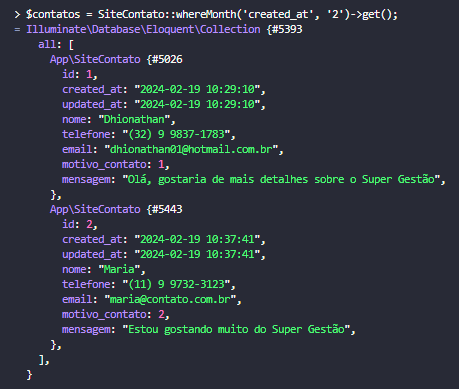 > $contatos = SiteContato::whereMonth('created_at', '2')->get();
= Illuminate\Database\Eloquent\Collection {#5393
all: [
App\SiteContato {#5026
id: 1,
created_at: "2024-02-19 10:29:10",
updated_at: "2024-02-19 10:29:10",
nome: "Dhionathan",
telefone: "(32) 9 9837-1783",
email: "dhionathan01@hotmail.com.br",
motivo_contato: 1,
mensagem: "Olá, gostaria de mais detalhes sobre o Super Gestão",
},
App\SiteContato {#5443
id: 2,
created_at: "2024-02-19 10:37:41",
updated_at: "2024-02-19 10:37:41",
nome: "Maria",
telefone: "(11) 9 9732-3123",
email: "maria@contato.com.br",
motivo_contato: 2,
mensagem: "Estou gostando muito do Super Gestão",
},
],
}